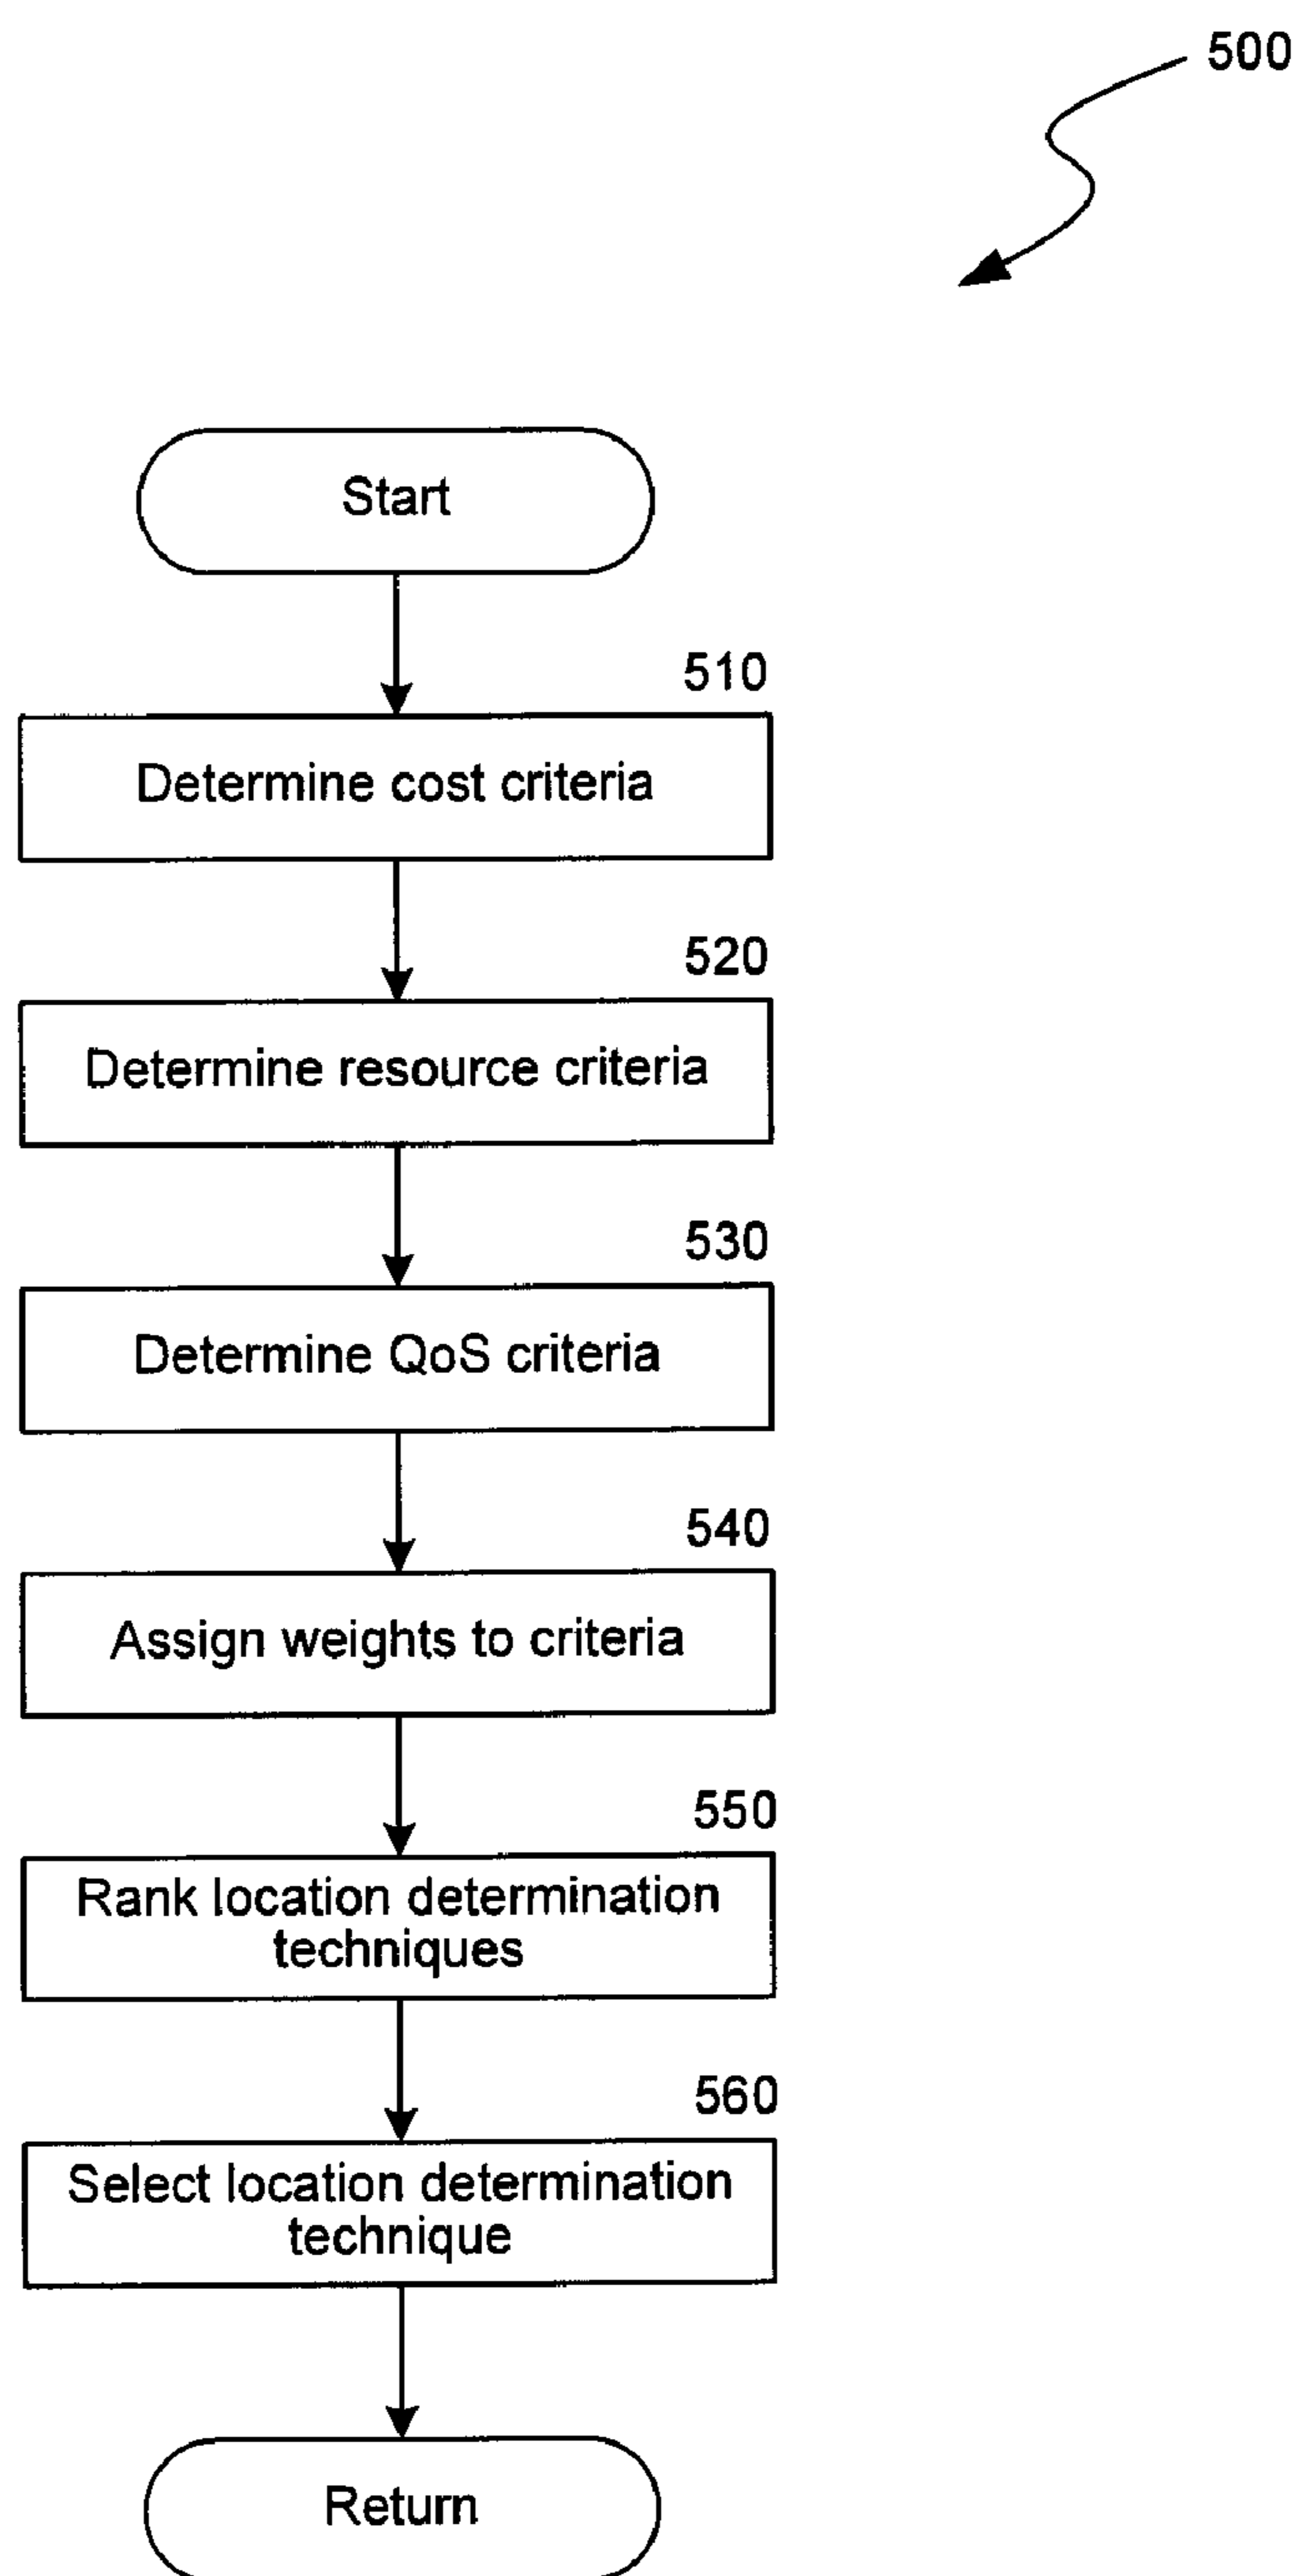 500
Start
510
Determine cost criteria
520
Determine resource criteria
530
Determine QoS criteria
540
Assign weights to criteria
550
Rank location determination
techniques
560
Select location determination
technique
Return